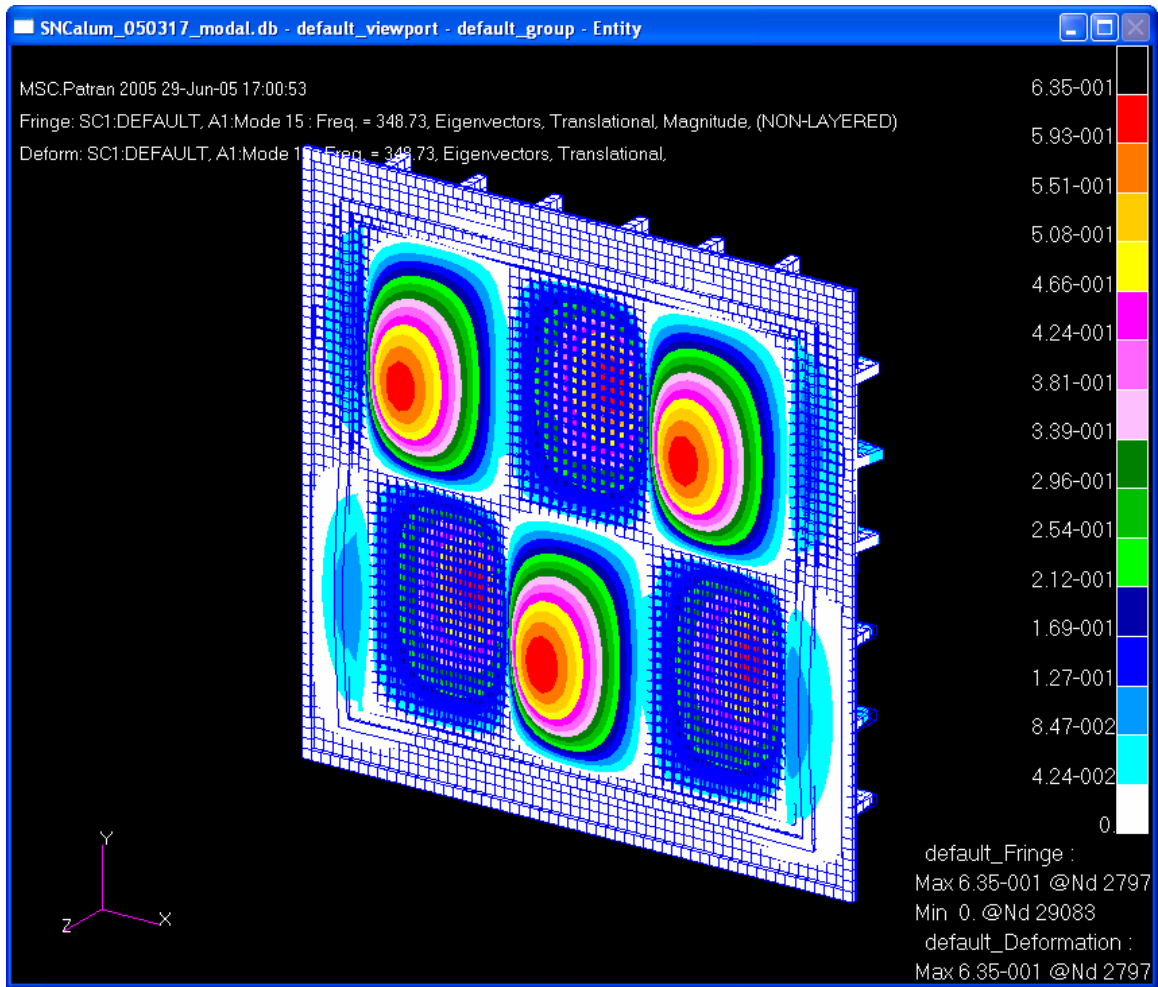 SNCalum_050317_modal.db - default_viewport - default_group - Entity
MSC.Patran 2005 29-Jun-05 17:00:53
Fringe: SC1:DEFAULT, A1:Mode 15 : Freq. = 348.73, Eigenvectors, Translational, Magnitude, (NON-LAYERED)
Deform: SC1:DEFAULT, A1:Mode 1 Freq. = 348.73, Eigenvectors, Translational,
6.35-001
5.93-001
5.51-001
5.08-001
4.66-001
4.24-001
3.81-001
3.39-001
2.96-001
2.54-001
2.12-001
1.69-001
1.27-001
8.47-002
4.24-002
0.
default_Fringe :
Max 6.35-001 @Nd 2797
Min 0. @Nd 29083
default_Deformation :
Max 6.35-001 @Nd 2797
Y
Z
X